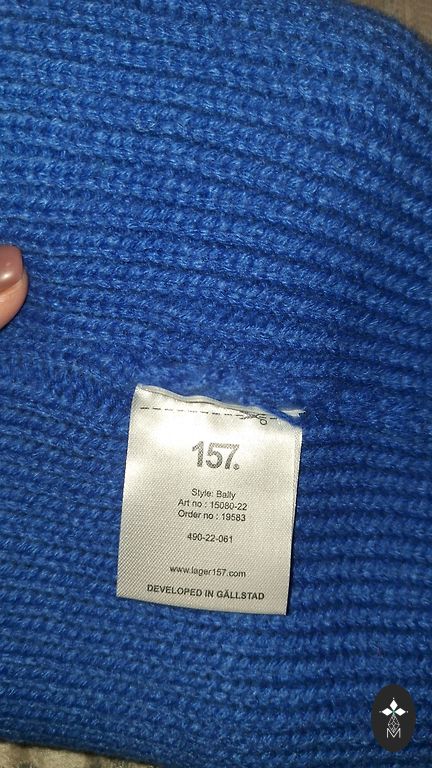 157.
Style: Bally
Art no : 15080-22
Order no : 19583
490-22-061
www.lager157.com
DEVELOPED IN GÄLLSTAD
M